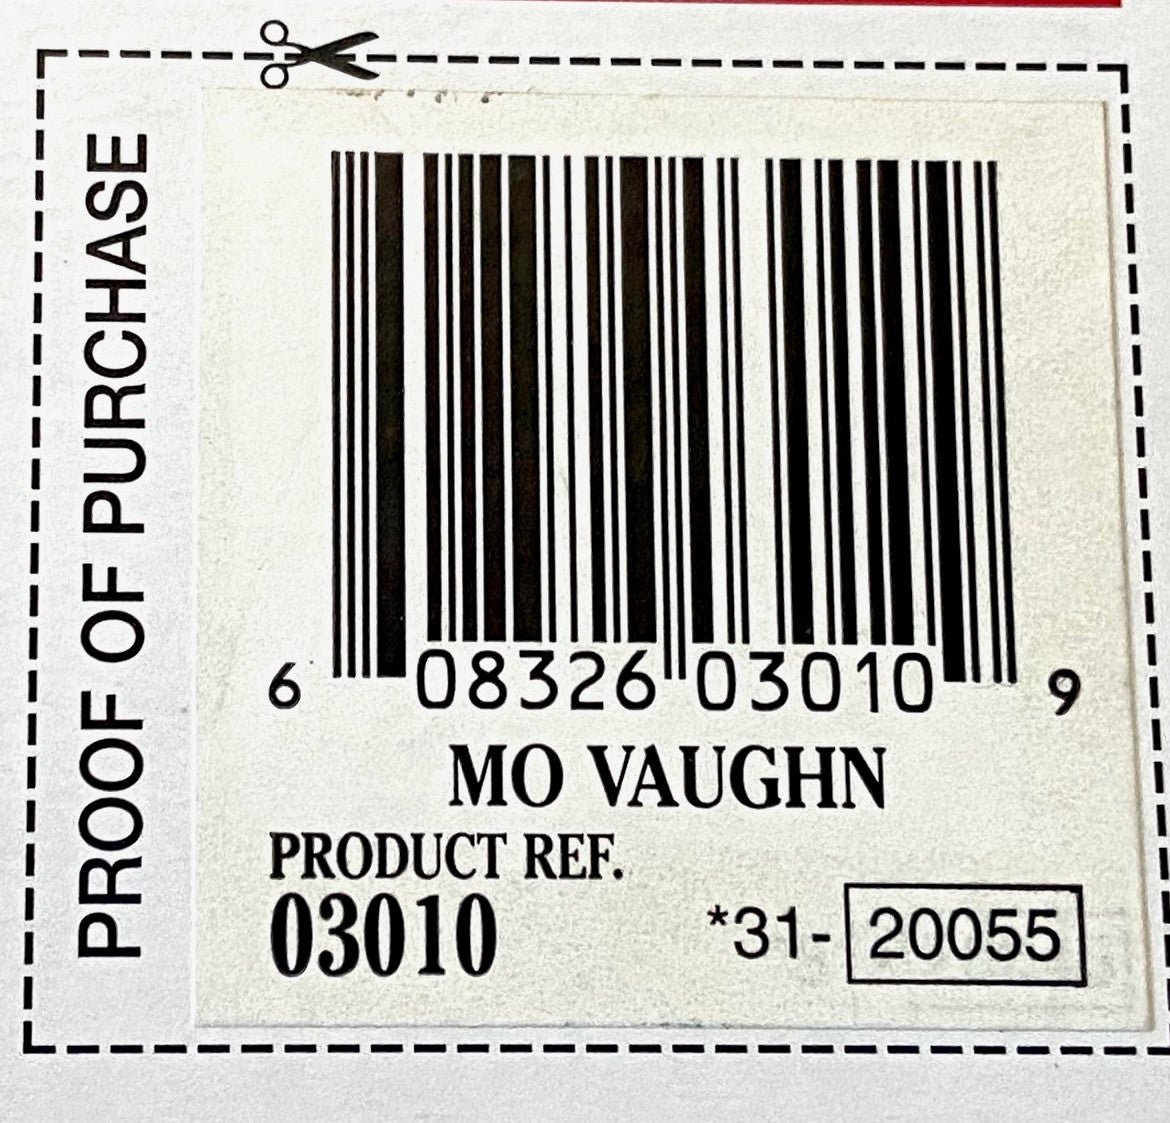 PROOF OF PURCHASE
6 08326 03010 9
MO VAUGHN
PRODUCT REF.
03010
*31- 20055